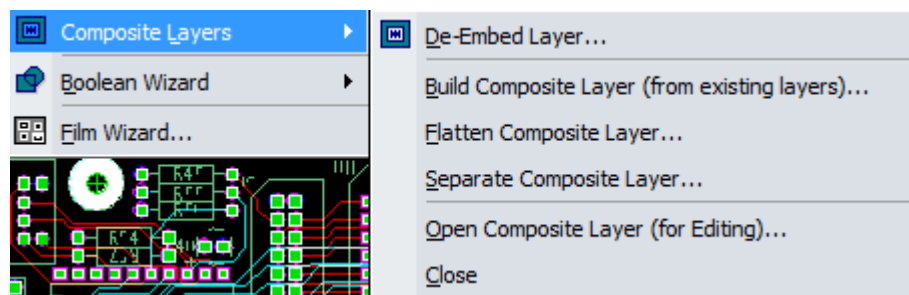 Composite Layers
Boolean Wizard
Film Wizard...
De-Embed Layer...
Build Composite Layer (from existing layers)...
Flatten Composite Layer...
Separate Composite Layer...
Open Composite Layer (for Editing)...
Close